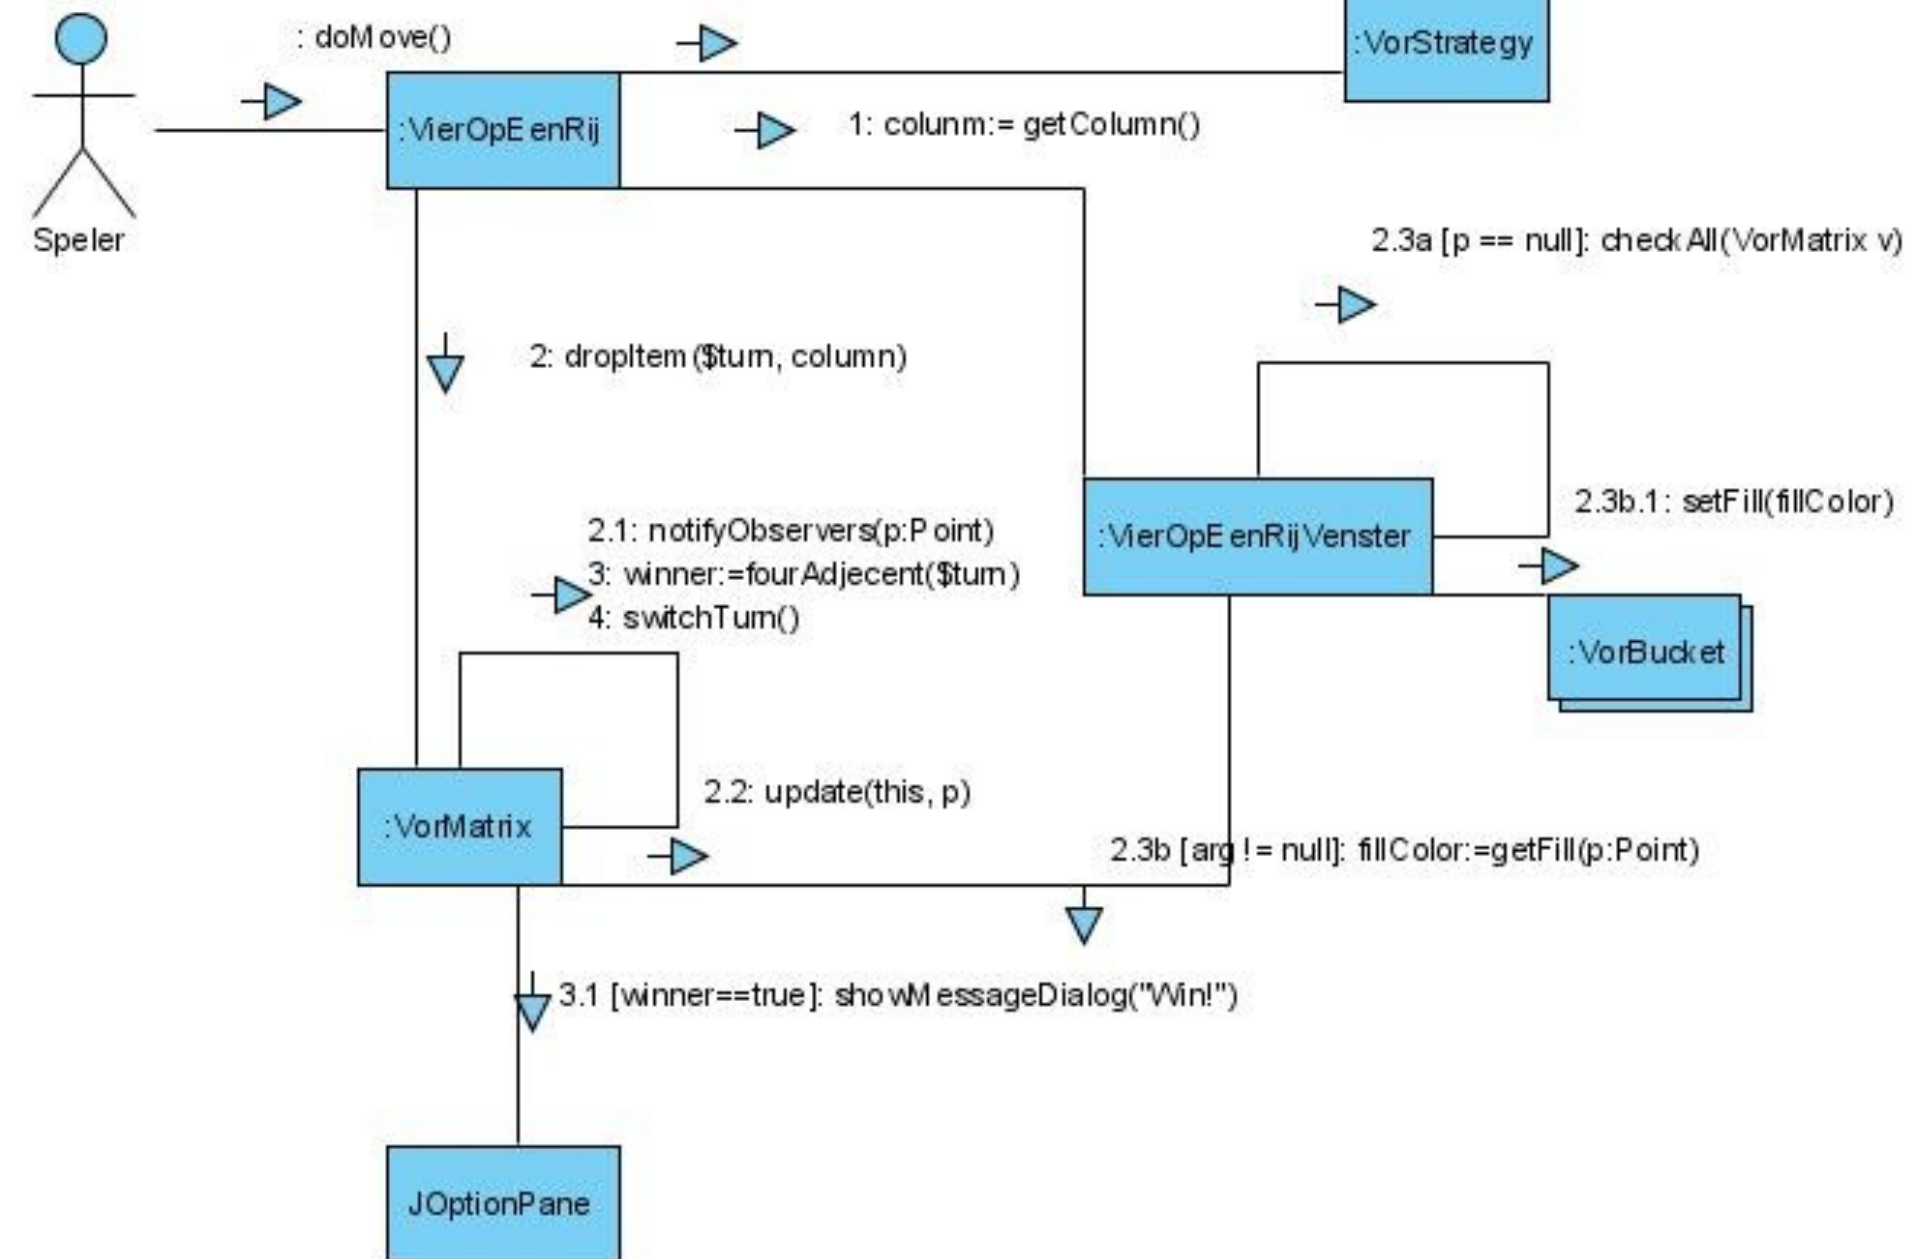 : doMove()
:VorStrategy
:VierOpEenRij
1: colunm:= getColumn()
Speler
2.3a [p == null]: checkAll(VorMatrix v)
2: dropItem($turn, column)
2.3b.1: setFill(fillColor)
:VierOpEenRijVenster
2.1: notifyObservers(p:Point)
3: winner:=fourAdjecent($turn)
4: switchTurn()
:VorBucket
2.2: update(this, p)
:VorMatrix
2.3b [arg != null]: fillColor:=getFill(p:Point)
3.1 [winner==true]: showMessageDialog("Win!")
JOptionPane